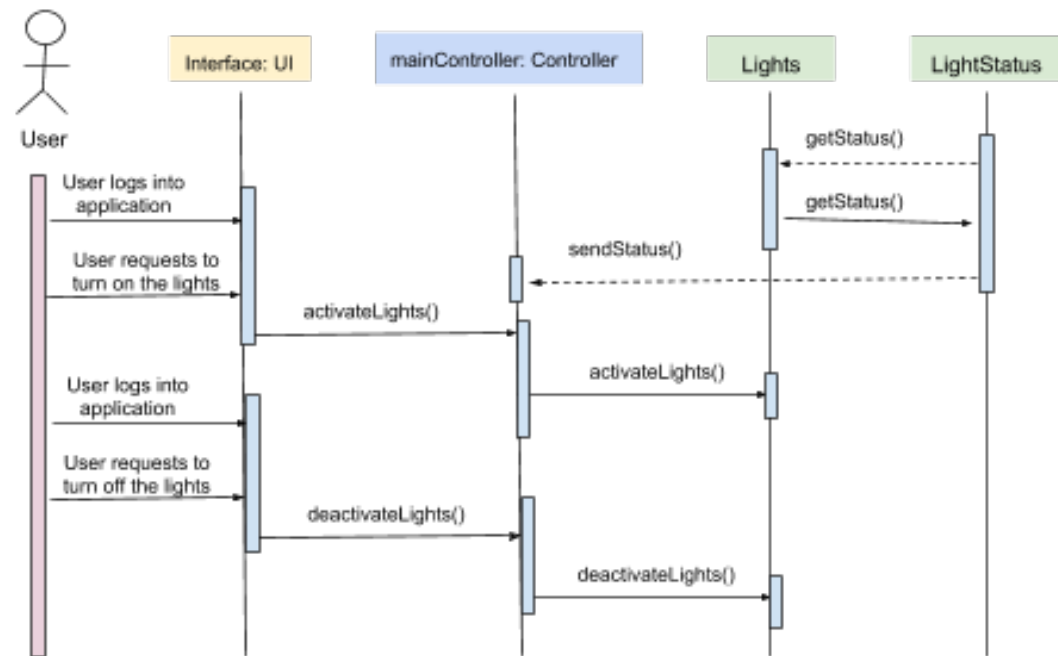 Interface: UI
mainController: Controller
Lights
LightStatus
User
getStatus()
User logs into
application
getStatus()
sendStatus()
User requests to
turn on the lights
activateLights()
activateLights()
User logs into
application
User requests to
turn off the lights
deactivateLights()
deactivateLights()